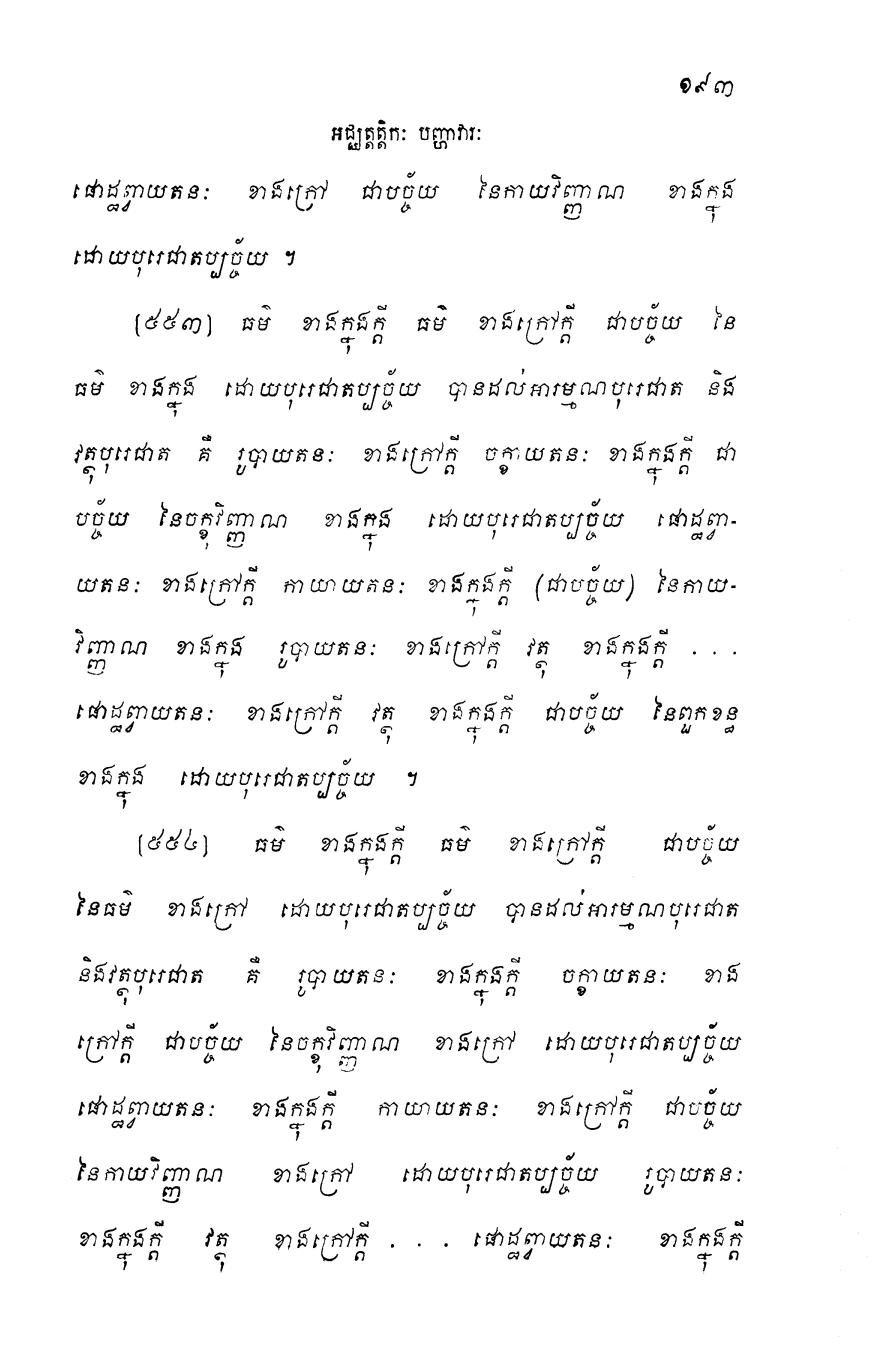 ១៩៣
អជ្ឈត្តត្តិកៈ បញ្ហាវារៈ
ផោដ្ឋព្វាយតនៈ ខាងក្រៅ ជាបច្ច័យ នៃកាយវិញ្ញាណ ខាងក្នុង
ដោយបុរេជាតប្បច្ច័យ ។
[៥៥៣] ធម៌ ខាងក្នុងក្តី ធម៌ ខាងក្រៅក្តី ជាបច្ច័យ នៃ
ធម៌ ខាងក្នុង ដោយបុរេជាតប្បច្ច័យ បានដល់អារម្មណបុរេជាត និង
វត្ថុបុរេជាត គឺ រូបាយតនៈ ខាងក្រៅក្តី ចក្ខាយតនៈ ខាងក្នុងក្តី ជា
បច្ច័យ នៃចក្ខុវិញ្ញាណ ខាងក្នុង ដោយបុរេជាតប្បច្ច័យ ផោដ្ឋព្វា-
យតនៈ ខាងក្រៅក្តី កាយាយតនៈ ខាងក្នុងក្តី (ជាបច្ច័យ) នៃកាយ-
វិញ្ញាណ ខាងក្នុង រូបាយតនៈ ខាងក្រៅក្តី វត្ថុ ខាងក្នុងក្តី . . .
ផោដ្ឋព្វាយតនៈ ខាងក្រៅក្តី វត្ថុ ខាងក្នុងក្តី ជាបច្ច័យ នៃពួកខន្ធ
ខាងក្នុង ដោយបុរេជាតប្បច្ច័យ ។
[៥៥៤] ធម៌ ខាងក្នុងក្តី ធម៌ ខាងក្រៅក្តី ជាបច្ច័យ
នៃធម៌ ខាងក្រៅ ដោយបុរេជាតប្បច្ច័យ បានដល់អារម្មណបុរេជាត
និងវត្ថុបុរេជាត គឺ រូបាយតនៈ ខាងក្នុងក្តី ចក្ខាយតនៈ ខាង
ក្រៅក្តី ជាបច្ច័យ នៃចក្ខុវិញ្ញាណ ខាងក្រៅ ដោយបុរេជាតប្បច្ច័យ
ផោដ្ឋព្វាយតនៈ ខាងក្នុងក្តី កាយាយតនៈ ខាងក្រៅក្តី ជាបច្ច័យ
នៃកាយវិញ្ញាណ ខាងក្រៅ ដោយបុរេជាតប្បច្ច័យ រូបាយតនៈ
ខាងក្នុងក្តី វត្ថុ ខាងក្រៅក្តី . . . ផោដ្ឋព្វាយតនៈ ខាងក្នុងក្តី